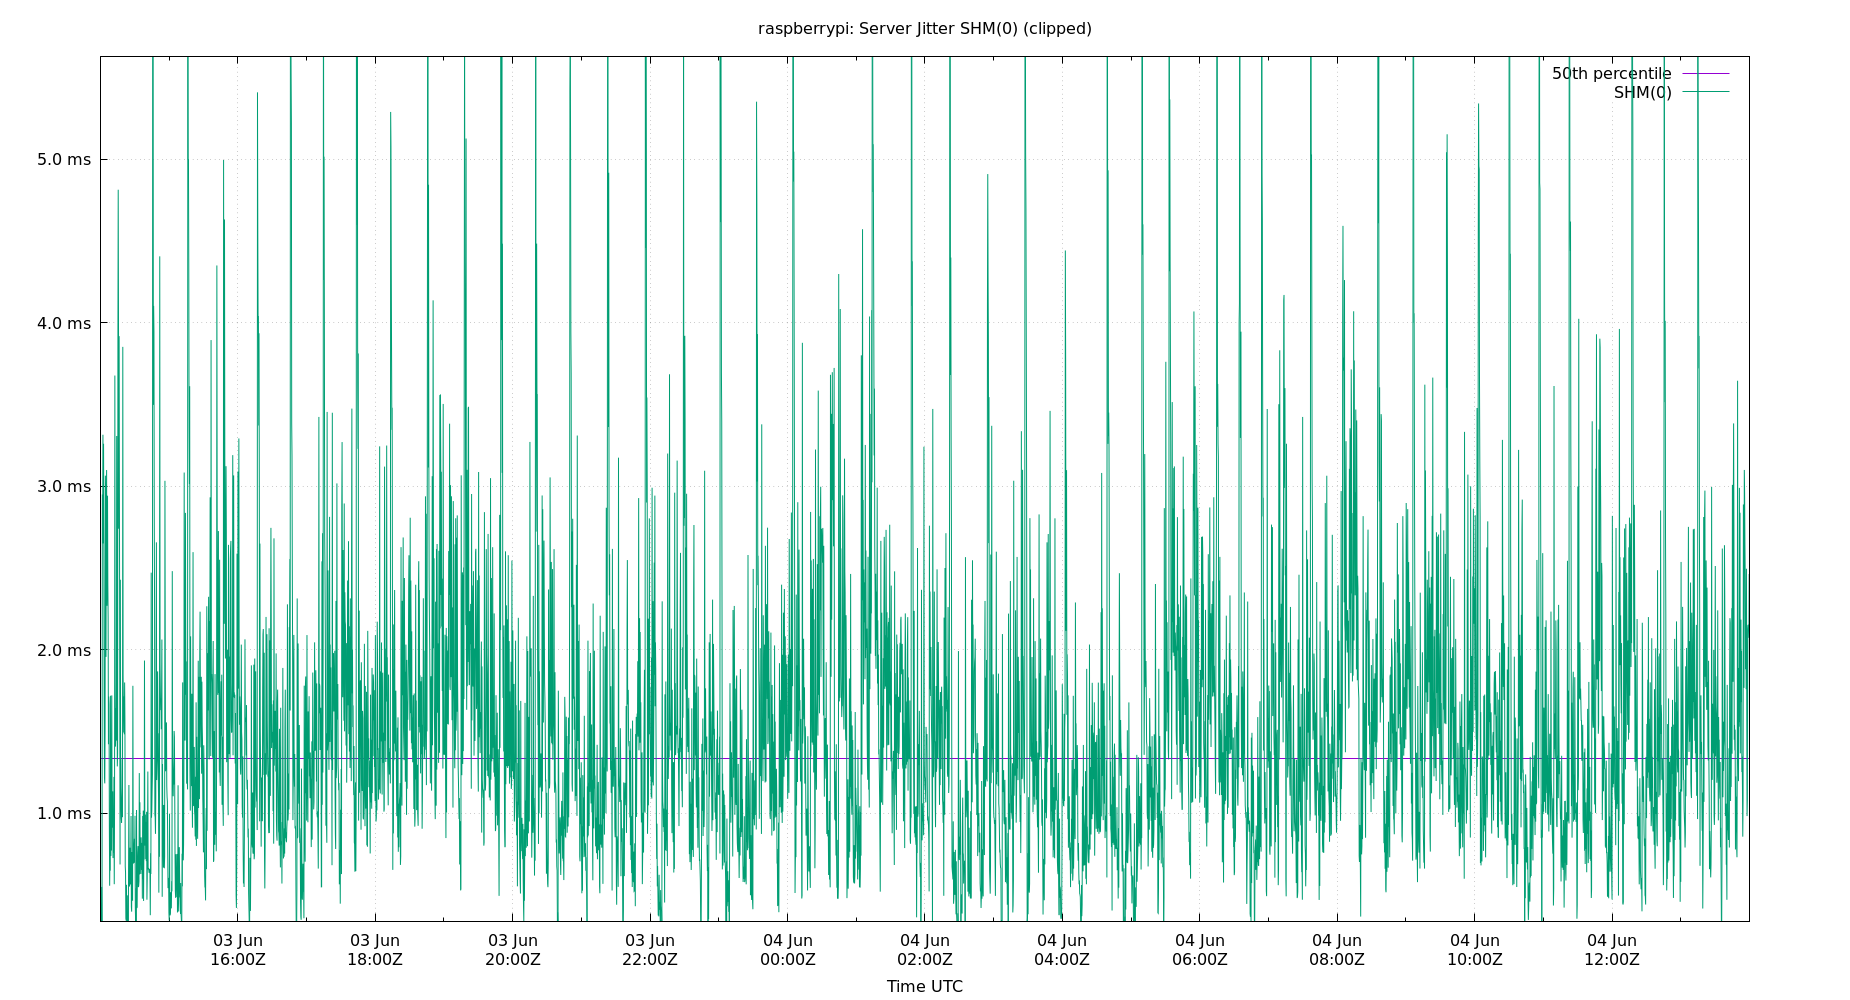 raspberrypi: Server Jitter SHM(0) (clipped)
50th percentile
SHM(0)
5.0 ms
4.0 ms
3.0 ms
2.0 ms
1.0 ms
03 Jun 03 Jun 03 Jun 03 Jun 04 Jun 04 Jun 04 Jun 04 Jun 04 Jun 04 Jun 04 Jun
16:00Z 18:00Z 20:00Z 22:00Z 00:00Z 02:00Z 04:00Z 06:00Z 08:00Z 10:00Z 12:00Z
Time UTC